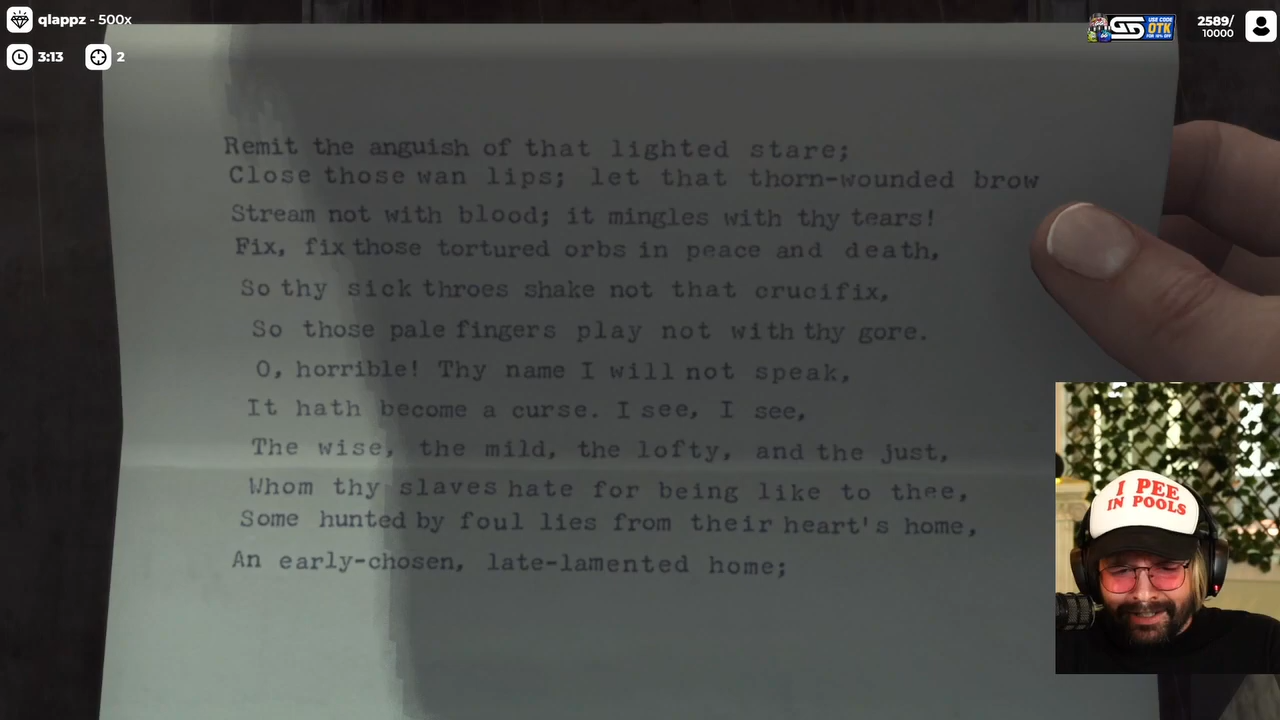 qlappz - 500x
3:13
2
USE CODE
OTK
2589/
10000
Remit the anguish of that lighted stare;
Close those wan lips; let that thorn-wounded brow
Stream not with blood; it mingles with thy tears!
Fix, fix those tortured orbs in peace and death,
So thy sick throes shake not that crucifix,
So those pale fingers play not with thy gore.
O, horrible! Thy name I will not speak,
It hath become a curse. I see, I see,
The wise, the mild, the lofty, and the just,
Whom thy slaves hate for being like to thee,
Some hunted by foul lies from their heart's home,
An early-chosen, late-lamented home;
I PEE
IN POOLS